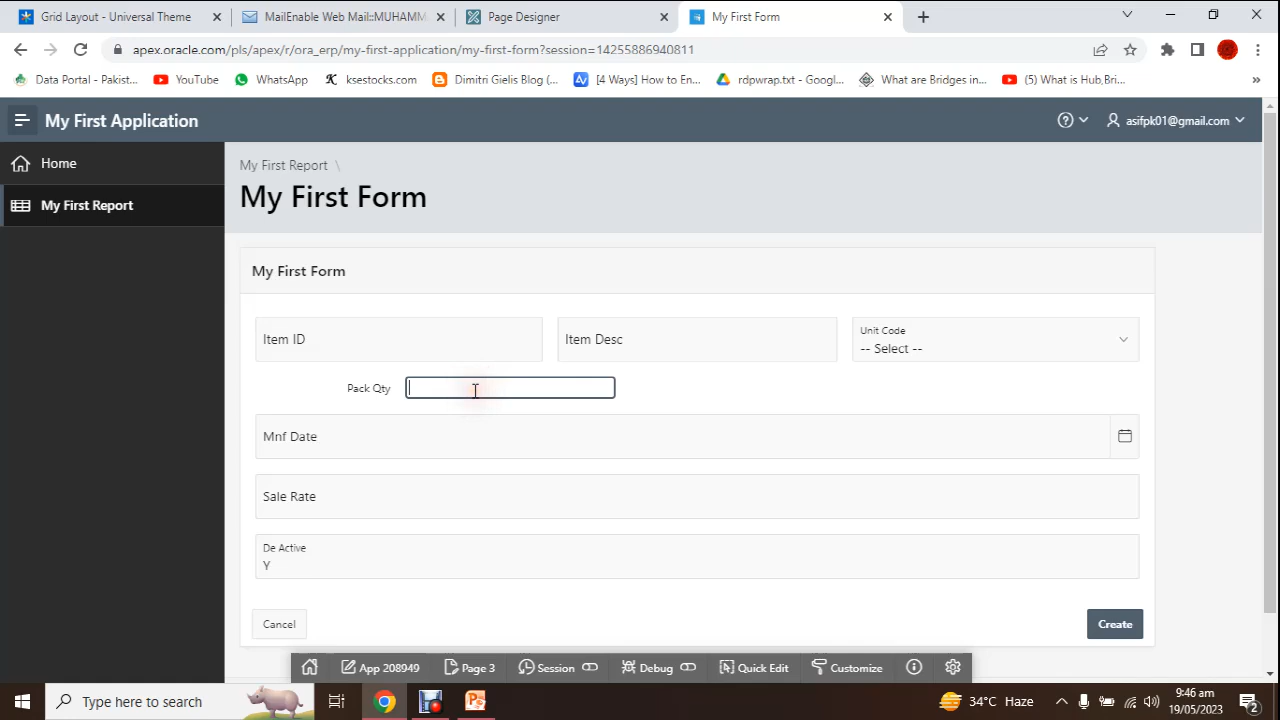 Grid Layout - Universal Theme
MailEnable Web Mail::MUHAMM
Page Designer
My First Form
apex.oracle.com/pls/apex/r/ora_erp/my-first-application/my-first-form?session=14255886940811
Data Portal - Pakist...
YouTube
WhatsApp
ksestocks.com
Dimitri Gielis Blog (...
[4 Ways] How to En...
rdpwrap.txt - Googl...
What are Bridges in...
(5) What is Hub,Bri...
»
My First Application
asifpk01@gmail.com
Home
My First Report
My First Report \
My First Form
My First Form
Item ID
Item Desc
Unit Code
-- Select --
Pack Qty
Mnf Date
Sale Rate
De Active
Y
Cancel
Create
App 208949
Page 3
Session
Debug
Quick Edit
Customize
Type here to search
34°C Haze
9:46 am
19/05/2023
2